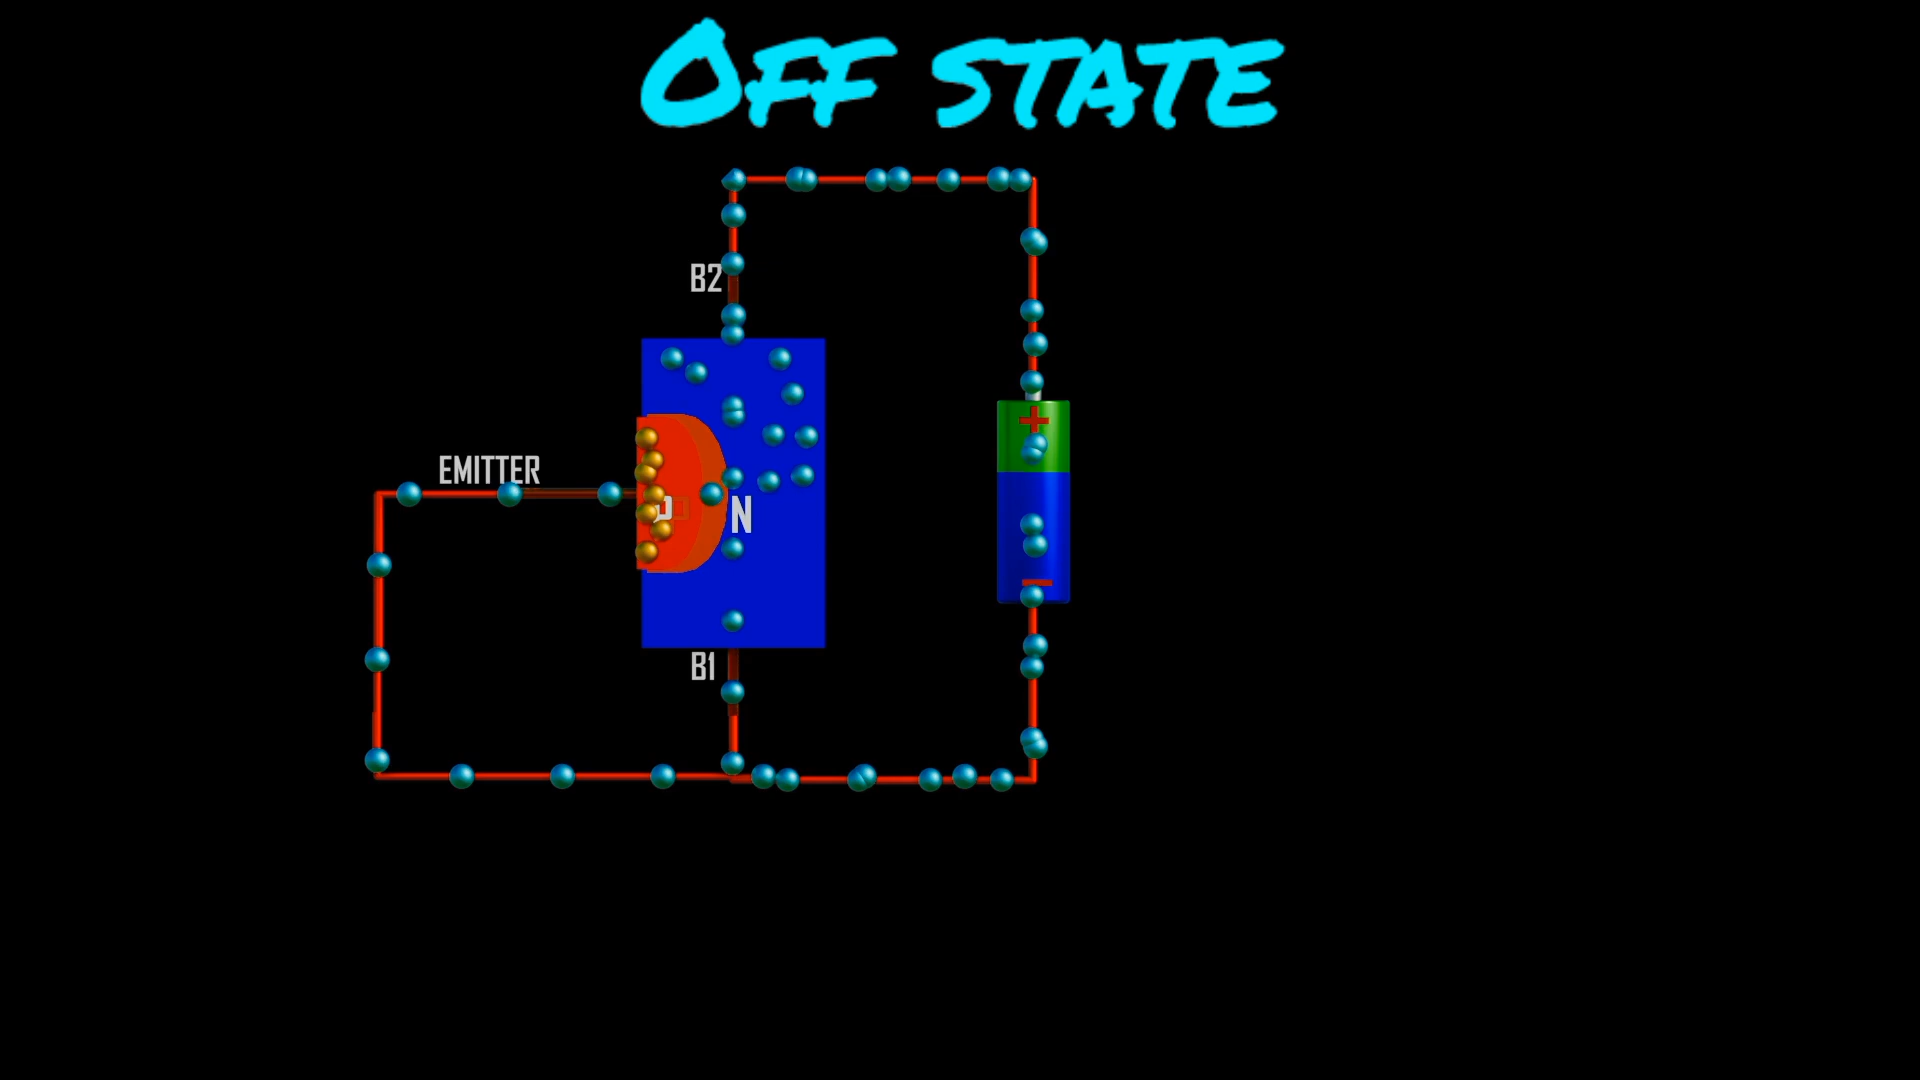 OFF STATE
B2
+
EMITTER
P N
−
B1